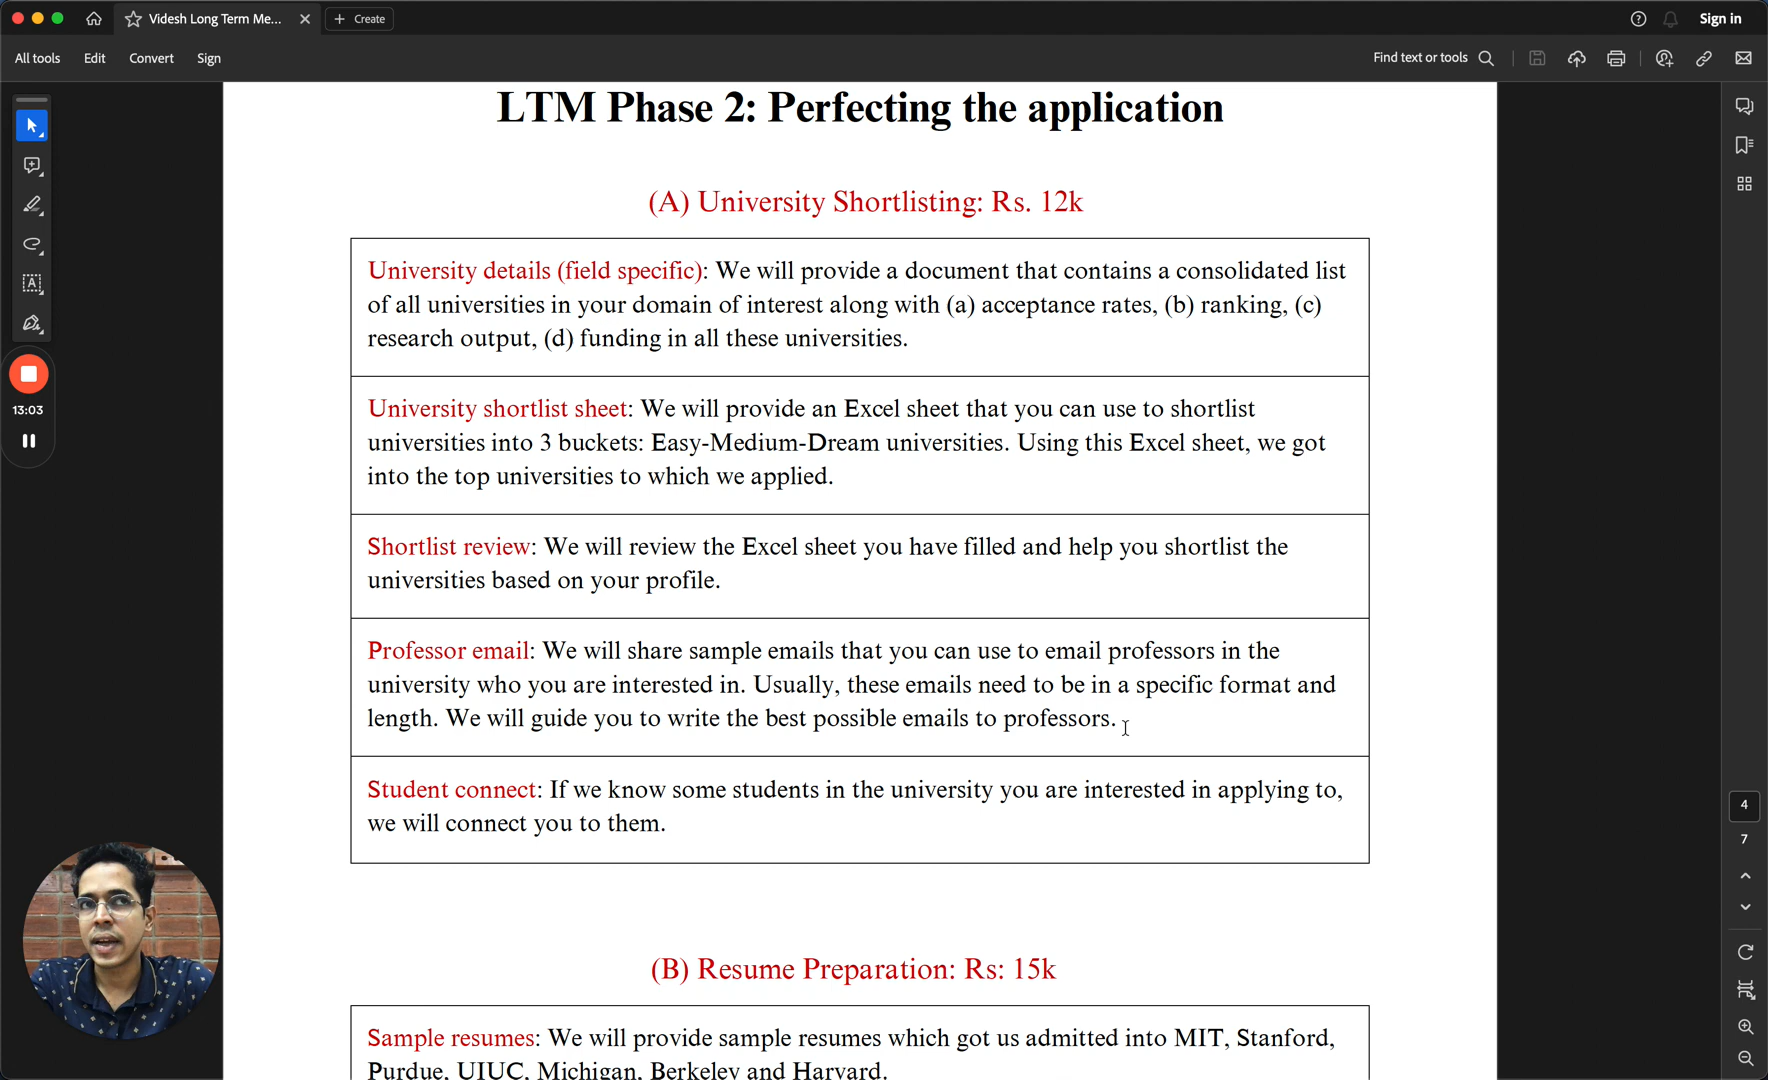 Videsh Long Term Me...
Create
Sign in
All tools
Edit
Convert
Sign
Find text or tools
LTM Phase 2: Perfecting the application
(A) University Shortlisting: Rs. 12k
University details (field specific): We will provide a document that contains a consolidated list
of all universities in your domain of interest along with (a) acceptance rates, (b) ranking, (c)
research output, (d) funding in all these universities.
University shortlist sheet: We will provide an Excel sheet that you can use to shortlist
universities into 3 buckets: Easy-Medium-Dream universities. Using this Excel sheet, we got
into the top universities to which we applied.
Shortlist review: We will review the Excel sheet you have filled and help you shortlist the
universities based on your profile.
Professor email: We will share sample emails that you can use to email professors in the
university who you are interested in. Usually, these emails need to be in a specific format and
length. We will guide you to write the best possible emails to professors.
Student connect: If we know some students in the university you are interested in applying to,
we will connect you to them.
(B) Resume Preparation: Rs: 15k
Sample resumes: We will provide sample resumes which got us admitted into MIT, Stanford,
Purdue, UIUC, Michigan, Berkeley and Harvard.
13:03
4
7